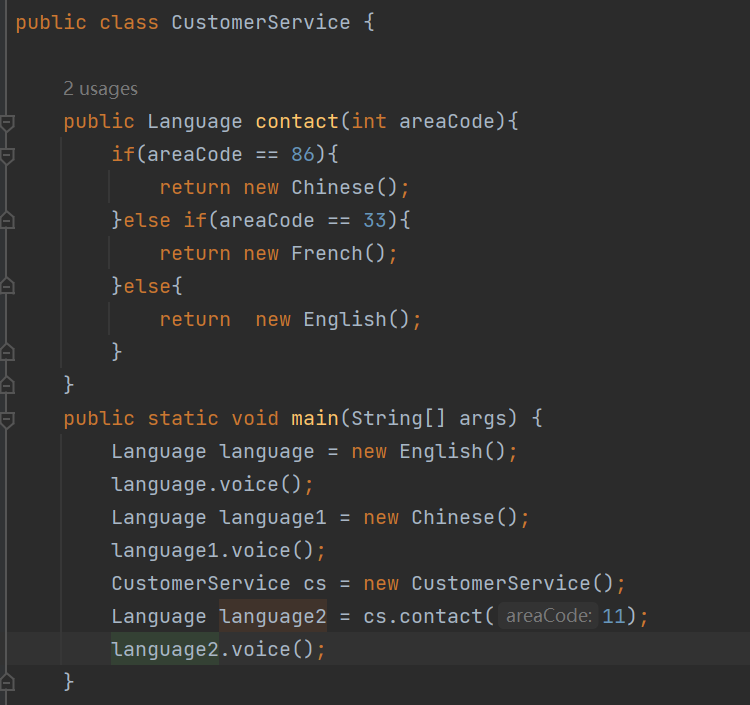 public class CustomerService {
2 usages
public Language contact(int areaCode){
if(areaCode == 86){
return new Chinese();
}else if(areaCode == 33){
return new French();
}else{
return  new English();
}
}
public static void main(String[] args) {
Language language = new English();
language.voice();
Language language1 = new Chinese();
language1.voice();
CustomerService cs = new CustomerService();
Language language2 = cs.contact( areaCode: 11);
language2.voice();
}